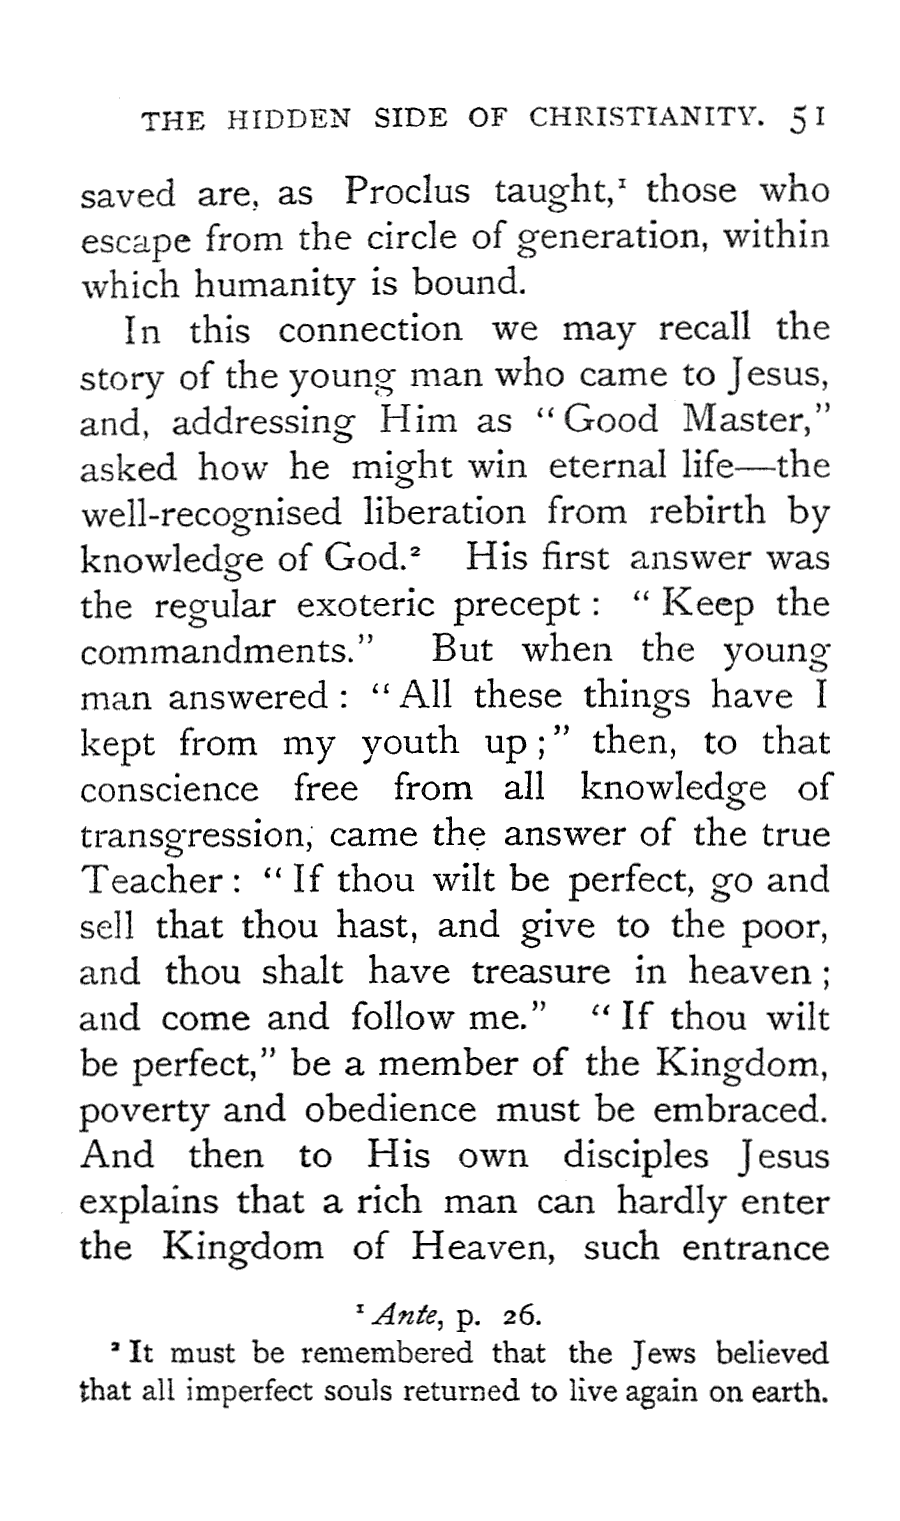 THE HIDDEN SIDE OF CHRISTIANITY. 51
saved are, as Proclus taught,¹ those who
escape from the circle of generation, within
which humanity is bound.
In this connection we may recall the
story of the young man who came to Jesus,
and, addressing Him as “Good Master,”
asked how he might win eternal life—the
well-recognised liberation from rebirth by
knowledge of God.² His first answer was
the regular exoteric precept : “Keep the
commandments.” But when the young
man answered : “All these things have I
kept from my youth up ;” then, to that
conscience free from all knowledge of
transgression, came the answer of the true
Teacher : “If thou wilt be perfect, go and
sell that thou hast, and give to the poor,
and thou shalt have treasure in heaven ;
and come and follow me.” “If thou wilt
be perfect,” be a member of the Kingdom,
poverty and obedience must be embraced.
And then to His own disciples Jesus
explains that a rich man can hardly enter
the Kingdom of Heaven, such entrance
¹ Ante, p. 26.
² It must be remembered that the Jews believed
that all imperfect souls returned to live again on earth.